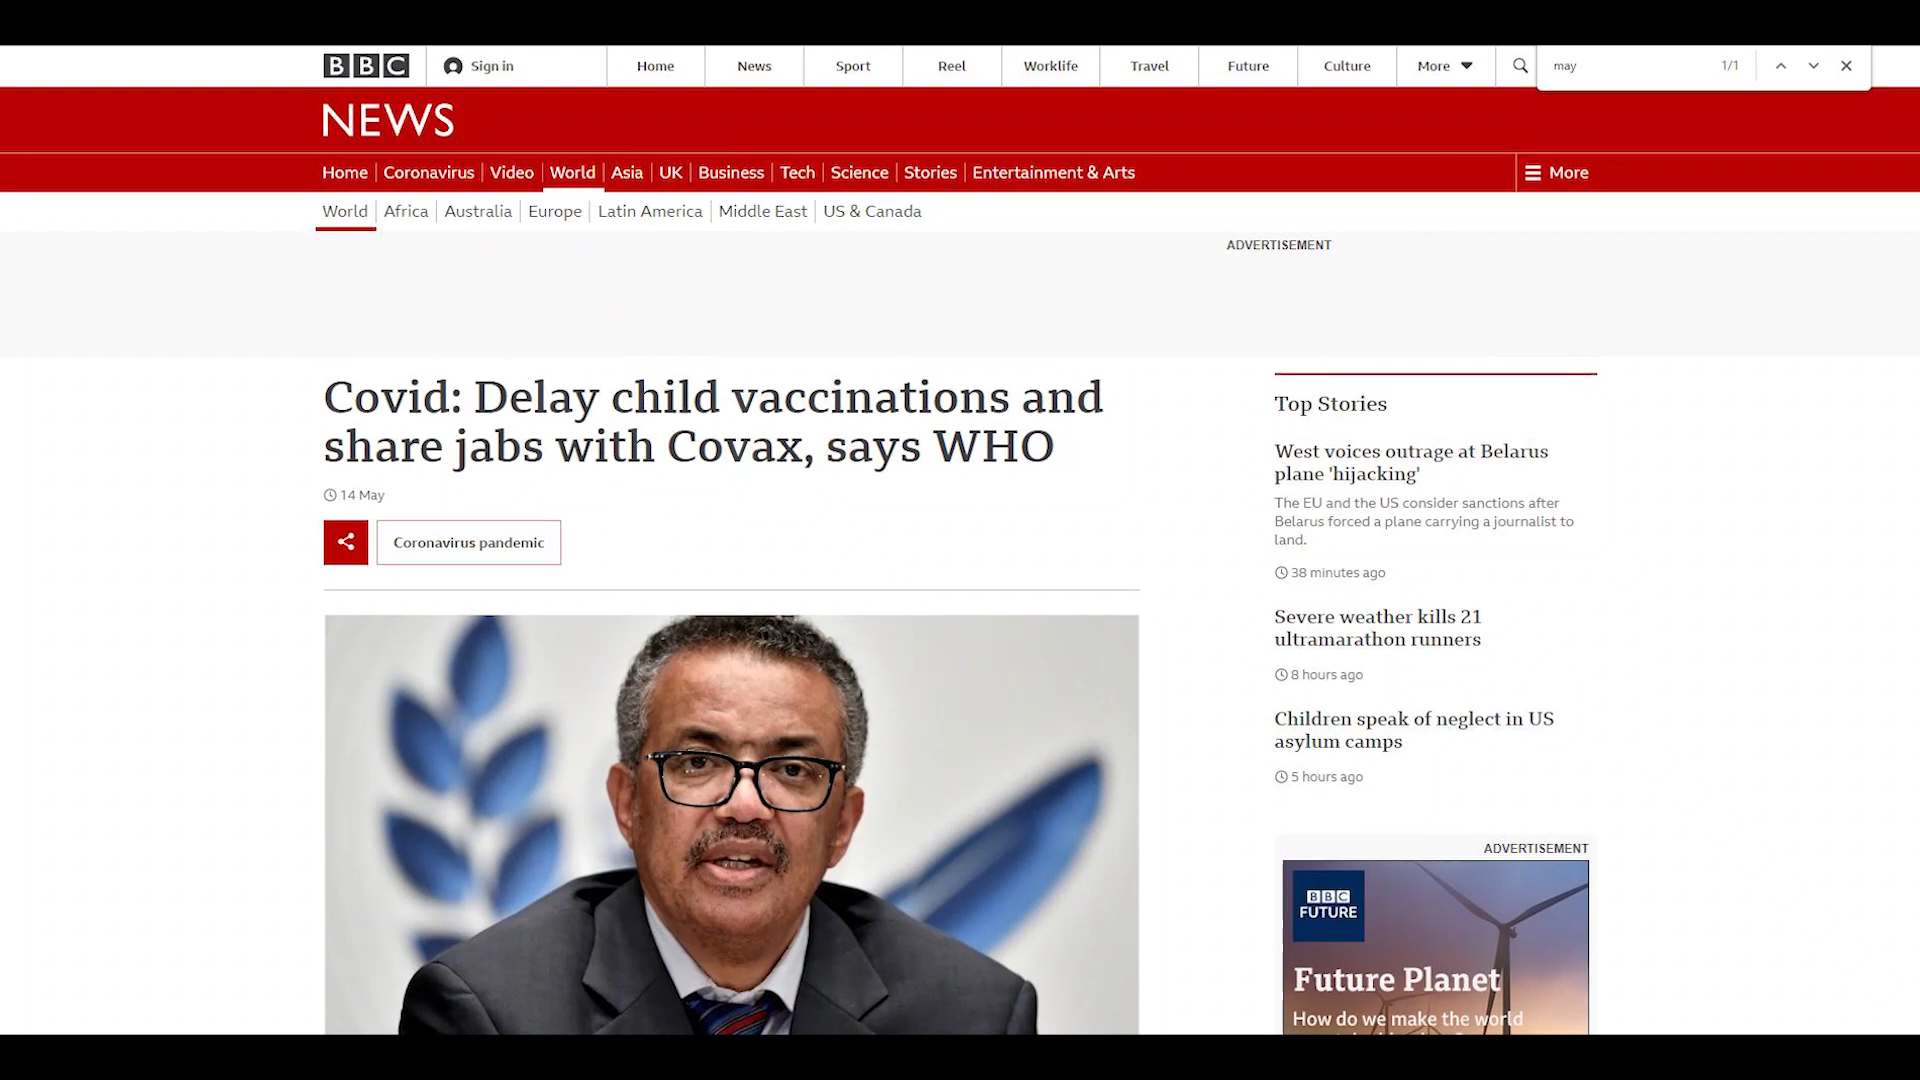 BBC
Sign in
Home
News
Sport
Reel
Worklife
Travel
Future
Culture
More
may
1/1
NEWS
Home
Coronavirus
Video
World
Asia
UK
Business
Tech
Science
Stories
Entertainment & Arts
More
World
Africa
Australia
Europe
Latin America
Middle East
US & Canada
ADVERTISEMENT
Covid: Delay child vaccinations and
share jabs with Covax, says WHO
14 May
Coronavirus pandemic
Top Stories
West voices outrage at Belarus
plane 'hijacking'
The EU and the US consider sanctions after
Belarus forced a plane carrying a journalist to
land.
38 minutes ago
Severe weather kills 21
ultramarathon runners
8 hours ago
Children speak of neglect in US
asylum camps
5 hours ago
ADVERTISEMENT
BBC
FUTURE
Future Planet
How do we make the world